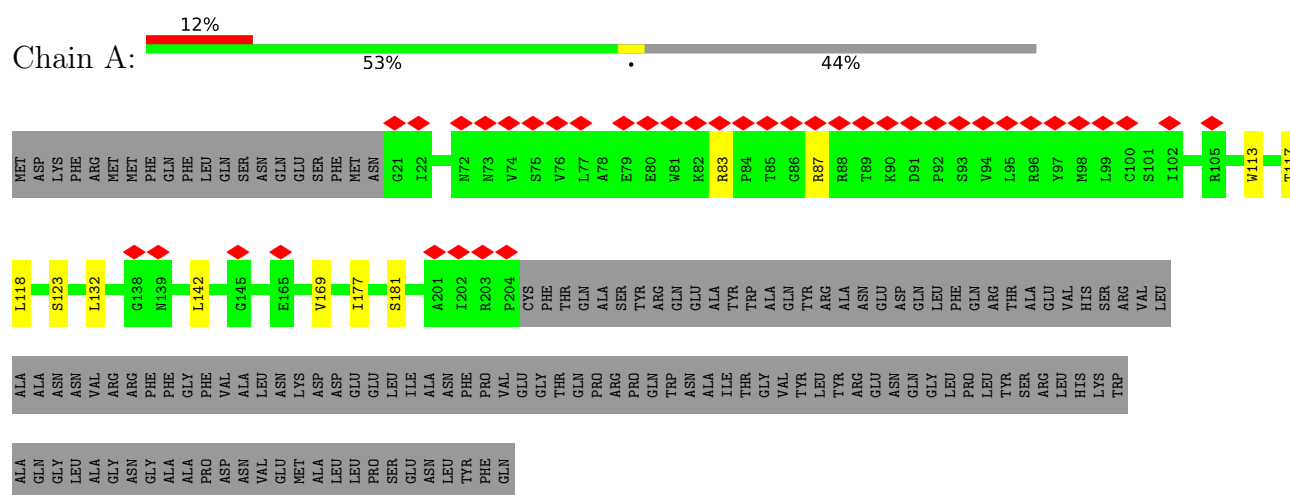 12%
Chain A:
53% • 44%
MET ASP LYS PHE ARG MET MET PHE GLN PHE LEU GLN SER ASN GLN GLU SER PHE MET ASN G21 I22 N72 N73 V74 S75 V76 L77 A78 E79 E80 W81 K82 R83 P84 T85 G86 R87 R88 T89 K90 D91 P92 S93 V94 L95 R96 Y97 M98 L99 C100 S101 I102 R105 W113 T117
L118 S123 L132 G138 N139 L142 G145 E165 V169 I177 S181 A201 I202 R203 P204 CYS PHE THR GLN ALA SER TYR ARG GLN GLU ALA TYR TRP ALA GLN TYR ARG ALA ASN GLU ASP GLN LEU PHE GLN ARG THR ALA GLU VAL HIS SER ARG VAL LEU
ALA ALA ASN ASN VAL ARG ARG PHE PHE GLY PHE VAL ALA LEU ASN LYS ASP ASP GLU GLU LEU ILE ALA ASN PHE PRO VAL GLU GLY THR GLN PRO ARG PRO GLN TRP ASN ALA ILE THR GLY VAL TYR LEU TYR ARG GLU ASN GLN GLY LEU PRO LEU TYR SER ARG LEU HIS LYS TRP
ALA GLN GLY LEU ALA GLY ASN GLY ALA ALA PRO ASP ASN VAL GLU MET ALA LEU LEU PRO SER GLU ASN LEU TYR PHE GLN